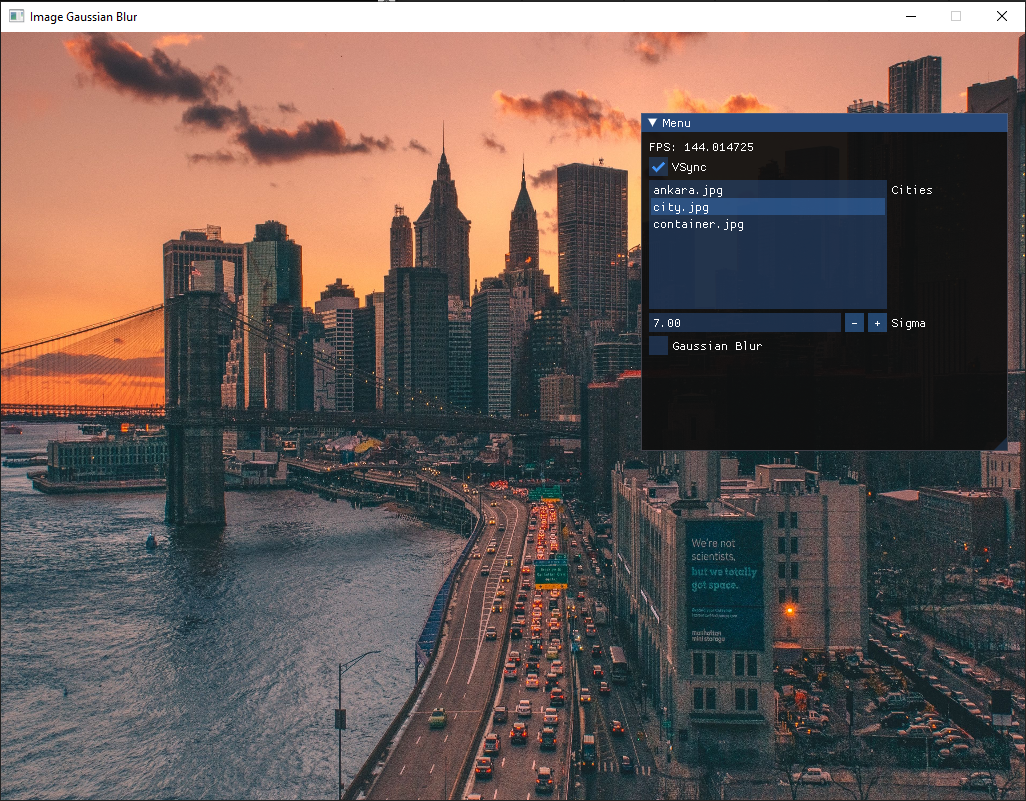 Image Gaussian Blur
Menu
FPS: 144.014725
VSync
ankara.jpg
Cities
city.jpg
container.jpg
7.00
-
+
Sigma
Gaussian Blur
We're not
scientists,
but we totally
got space.
manhattan
ministorage